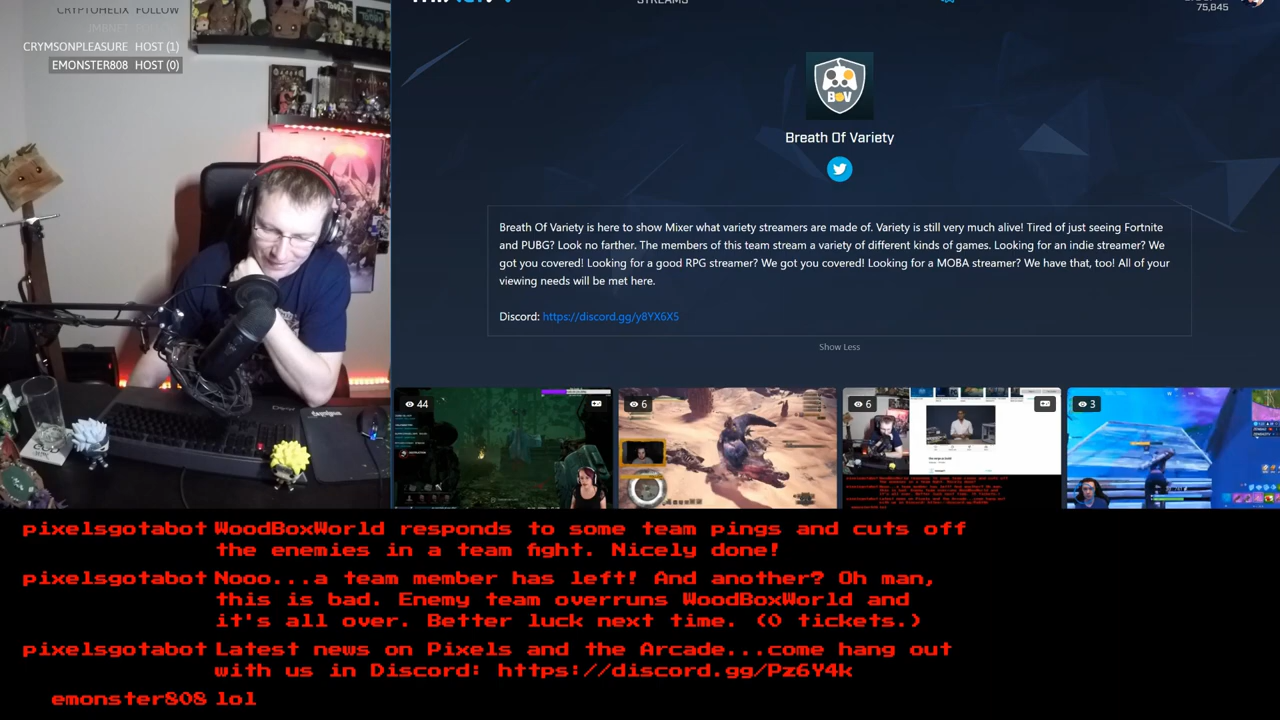 CRYPTOHELIX FOLLOW
JMBNET FOLLOW
CRYMSONPLEASURE HOST (1)
EMONSTER808 HOST (0)
STREAMS
75,845
BOV
Breath Of Variety
Breath Of Variety is here to show Mixer what variety streamers are made of. Variety is still very much alive! Tired of just seeing Fortnite
and PUBG? Look no farther. The members of this team stream a variety of different kinds of games. Looking for an indie streamer? We
got you covered! Looking for a good RPG streamer? We got you covered! Looking for a MOBA streamer? We have that, too! All of your
viewing needs will be met here.
Discord: https://discord.gg/y8YX6X5
Show Less
44
6
6
3
pixelsgotabot WoodBoxWorld responds to some team pings and cuts off
the enemies in a team fight. Nicely done!
pixelsgotabot Nooo...a team member has left! And another? Oh man,
this is bad. Enemy team overruns WoodBoxWorld and
it's all over. Better luck next time. (0 tickets.)
pixelsgotabot Latest news on Pixels and the Arcade...come hang out
with us in Discord: https://discord.gg/Pz6Y4k
emonster808 lol